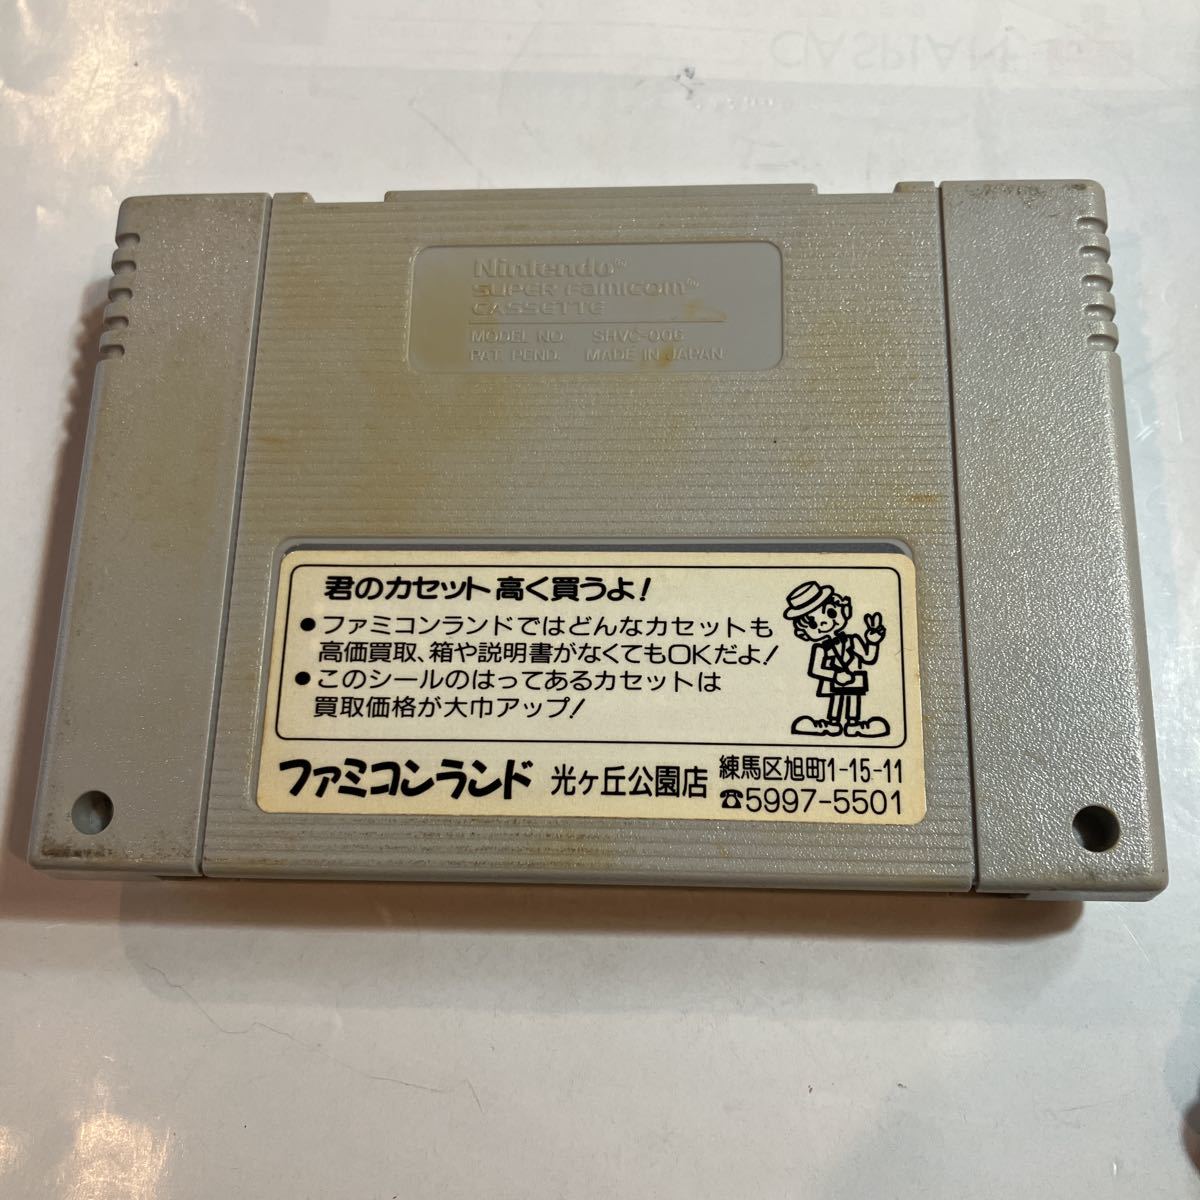 Nintendo®
SUPER Famicom®
CASSETTE
MODEL NO. SHVC-006
PAT. PEND. MADE IN JAPAN
君のカセット高く買うよ!
●ファミコンランドではどんなカセットも
高価買取、箱や説明書がなくてもOKだよ!
●このシールのはってあるカセットは
買取価格が大巾アップ!
ファミコンランド 光ヶ丘公園店
練馬区旭町1-15-11
☎5997-5501